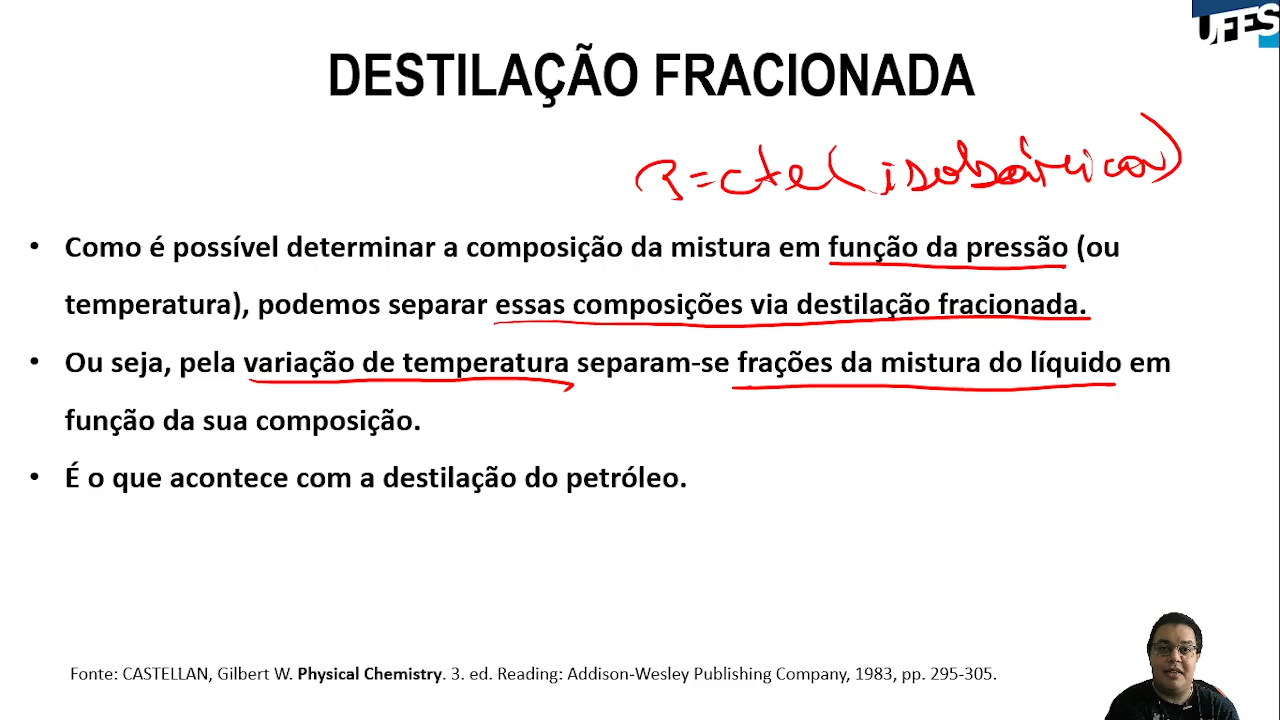 UFES
DESTILAÇÃO FRACIONADA
P=cte (isobárica)
• Como é possível determinar a composição da mistura em função da pressão (ou
temperatura), podemos separar essas composições via destilação fracionada.
• Ou seja, pela variação de temperatura separam-se frações da mistura do líquido em
função da sua composição.
• É o que acontece com a destilação do petróleo.
Fonte: CASTELLAN, Gilbert W. Physical Chemistry. 3. ed. Reading: Addison-Wesley Publishing Company, 1983, pp. 295-305.